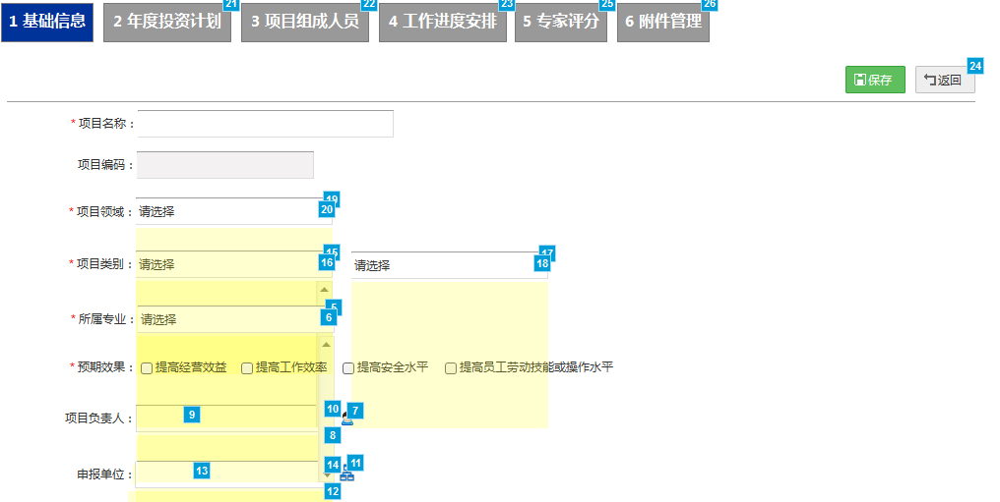 1 基础信息 2 年度投资计划 21 3 项目组成人员 22 4 工作进度安排 23 5 专家评分 25 6 附件管理 26
保存 返回 24
* 项目名称：
项目编码：
* 项目领域： 请选择 19 20
* 项目类别： 请选择 15 16 请选择 17 18
* 所属专业： 请选择 5 6
* 预期效果： 提高经营效益 提高工作效率 提高安全水平 提高员工劳动技能或操作水平
项目负责人： 9 10 7 8
申报单位： 13 14 11 12